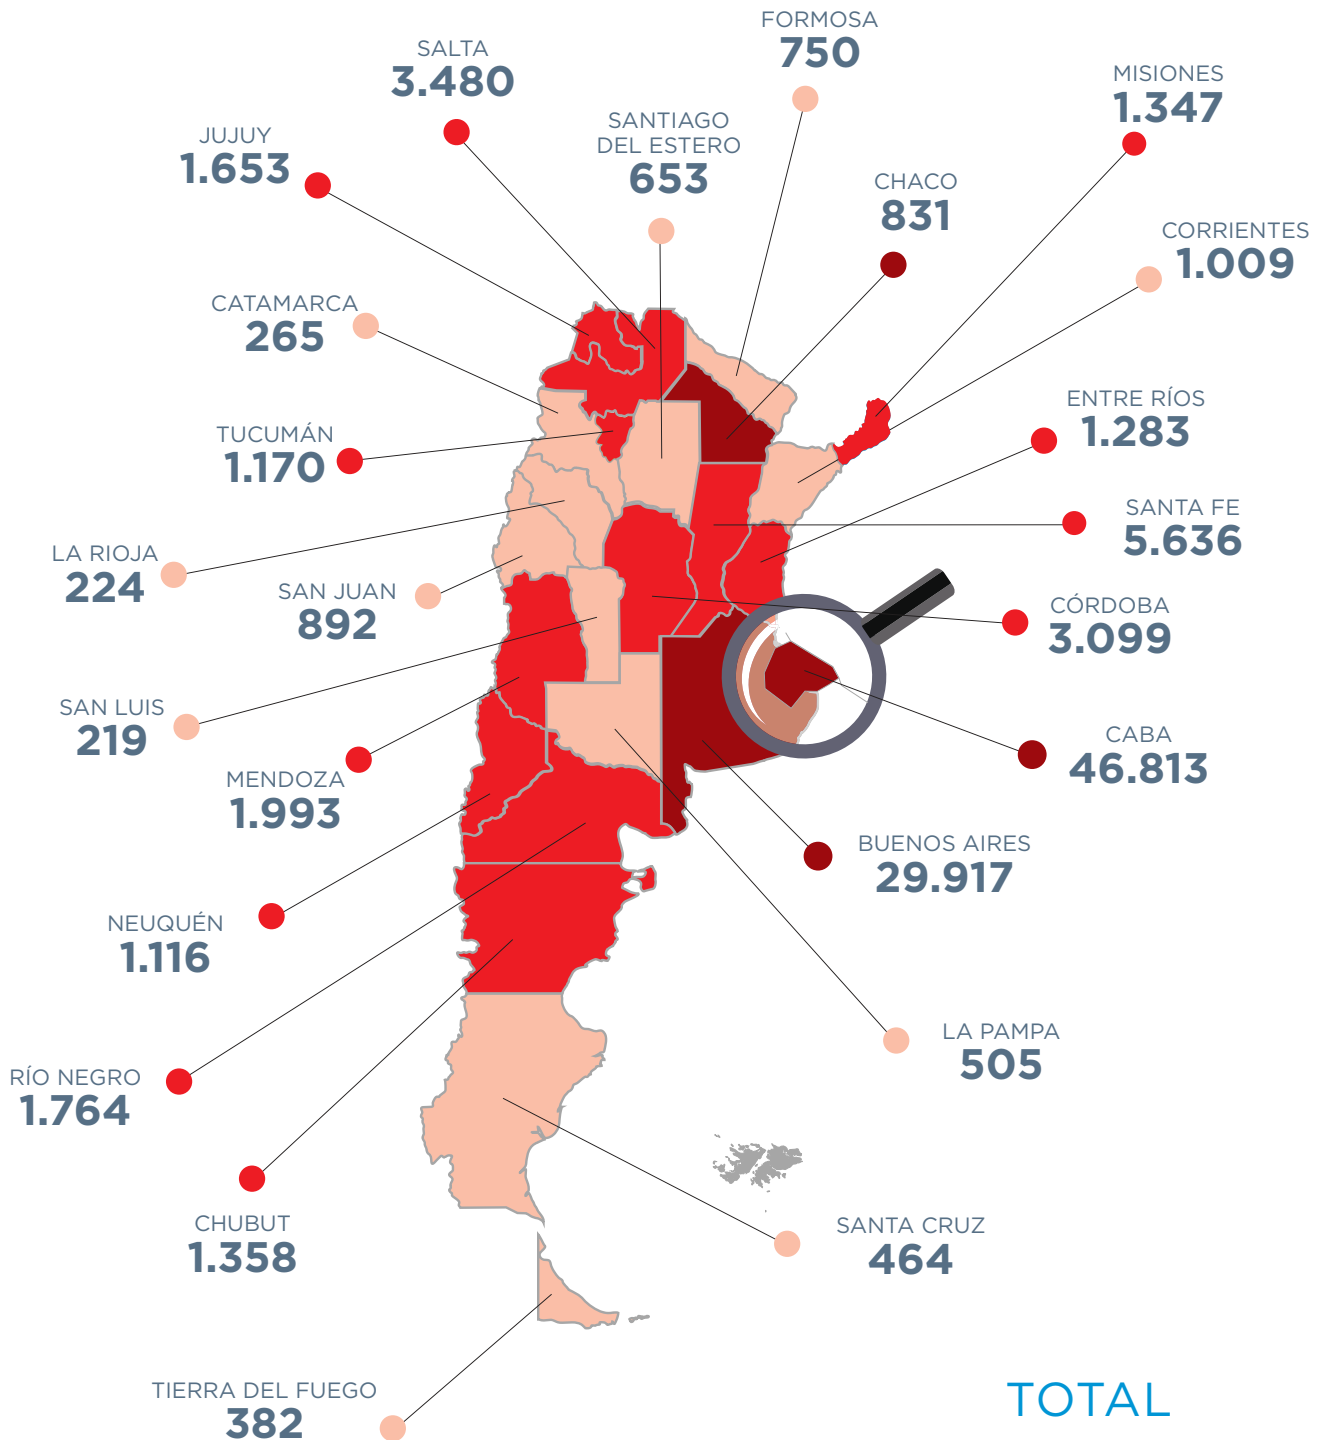 FORMOSA
750
SALTA
3.480
MISIONES
1.347
SANTIAGO
DEL ESTERO
653
JUJUY
1.653
CHACO
831
CORRIENTES
1.009
CATAMARCA
265
ENTRE RÍOS
1.283
TUCUMÁN
1.170
SANTA FE
5.636
LA RIOJA
224
SAN JUAN
892
CÓRDOBA
3.099
SAN LUIS
219
CABA
46.813
MENDOZA
1.993
BUENOS AIRES
29.917
NEUQUÉN
1.116
LA PAMPA
505
RÍO NEGRO
1.764
CHUBUT
1.358
SANTA CRUZ
464
TIERRA DEL FUEGO
382
TOTAL